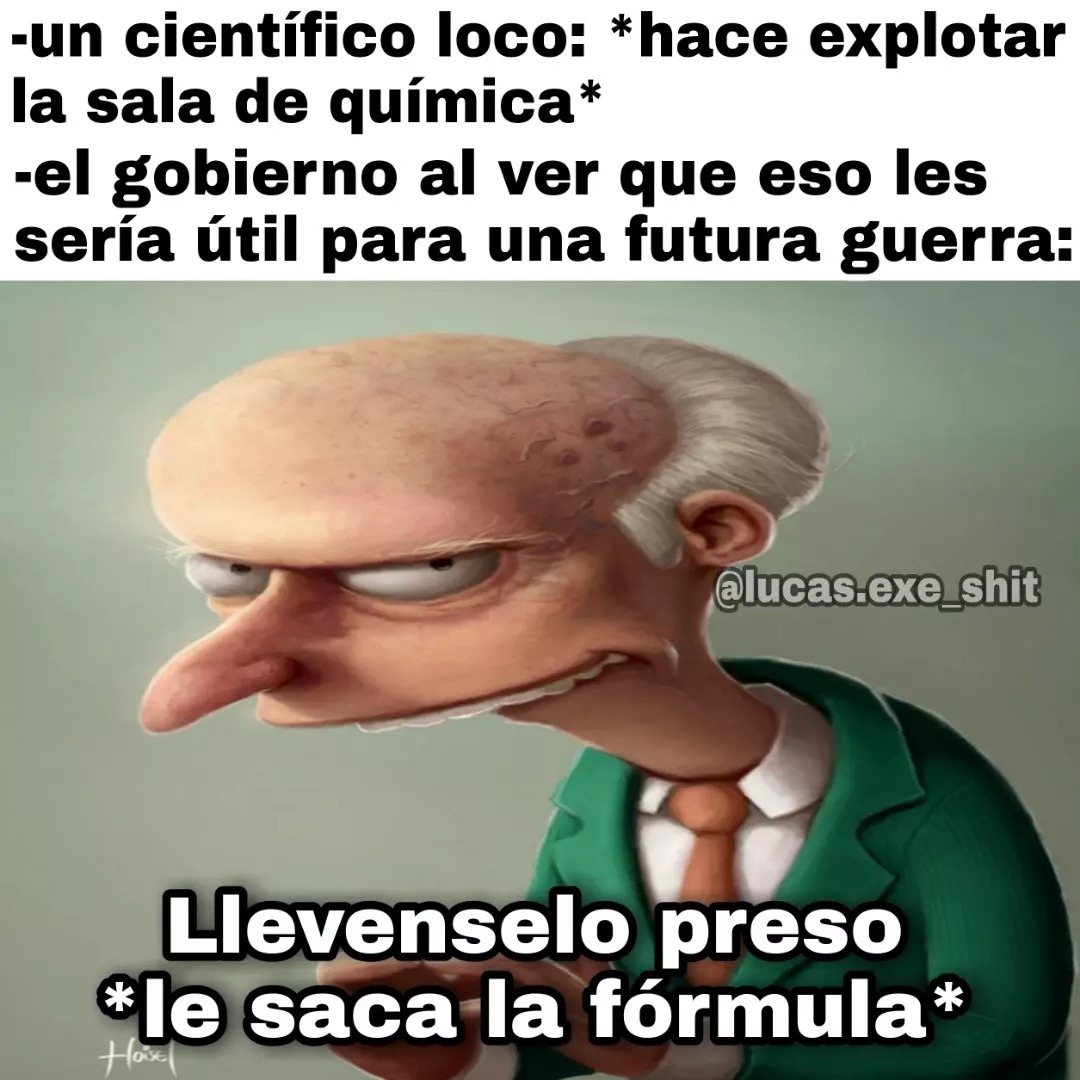 -un científico loco: *hace explotar
la sala de química*
-el gobierno al ver que eso les
sería útil para una futura guerra:
@lucas.exe_shit
Llevenselo preso
*le saca la fórmula*